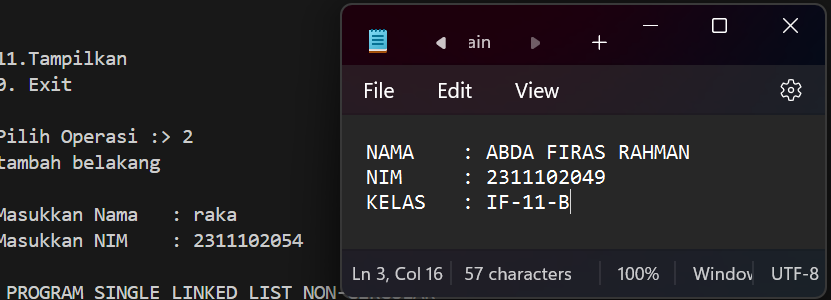 11.Tampilkan
0. Exit
Pilih Operasi :> 2
tambah belakang
Masukkan Nama   : raka
Masukkan NIM    : 2311102054
PROGRAM SINGLE LINKED LIST NON-
ain
File Edit View
NAMA    : ABDA FIRAS RAHMAN
NIM     : 2311102049
KELAS   : IF-11-B
Ln 3, Col 16 57 characters 100% Window UTF-8